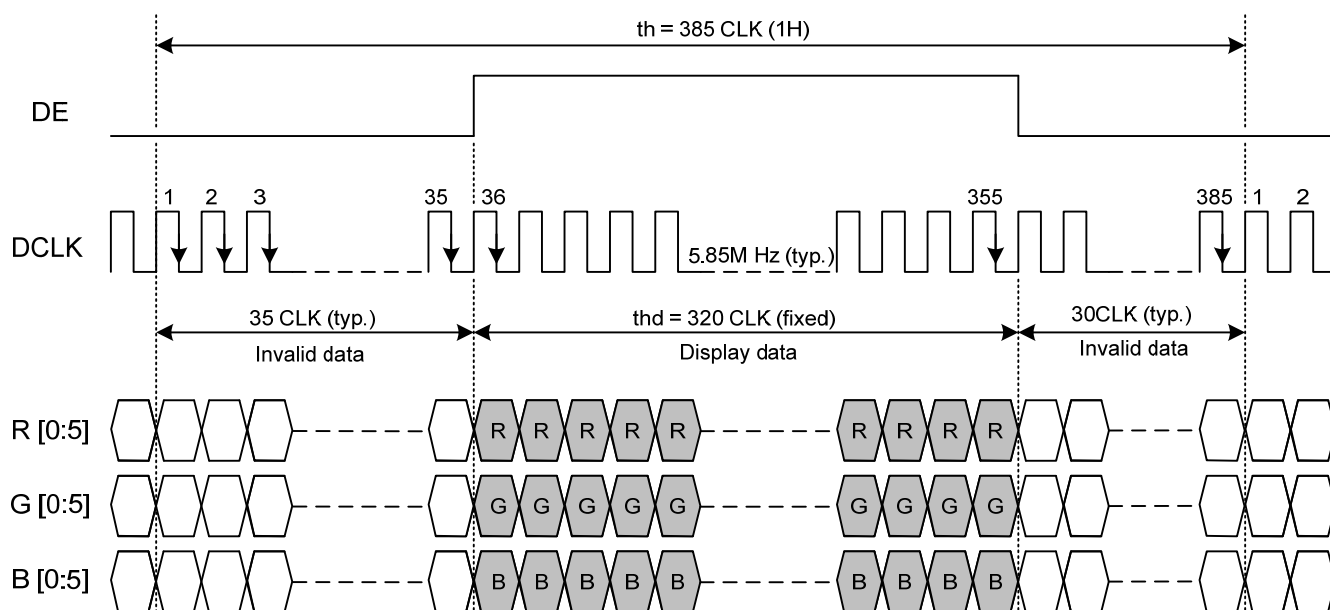 th = 385 CLK (1H)
DE
1 2 3 35 36 355 385 1 2
DCLK
5.85M Hz (typ.)
35 CLK (typ.) thd = 320 CLK (fixed) 30CLK (typ.)
Invalid data Display data Invalid data
R [0:5] R R R R R R R R R
G [0:5] G G G G G G G G G
B [0:5] B B B B B B B B B